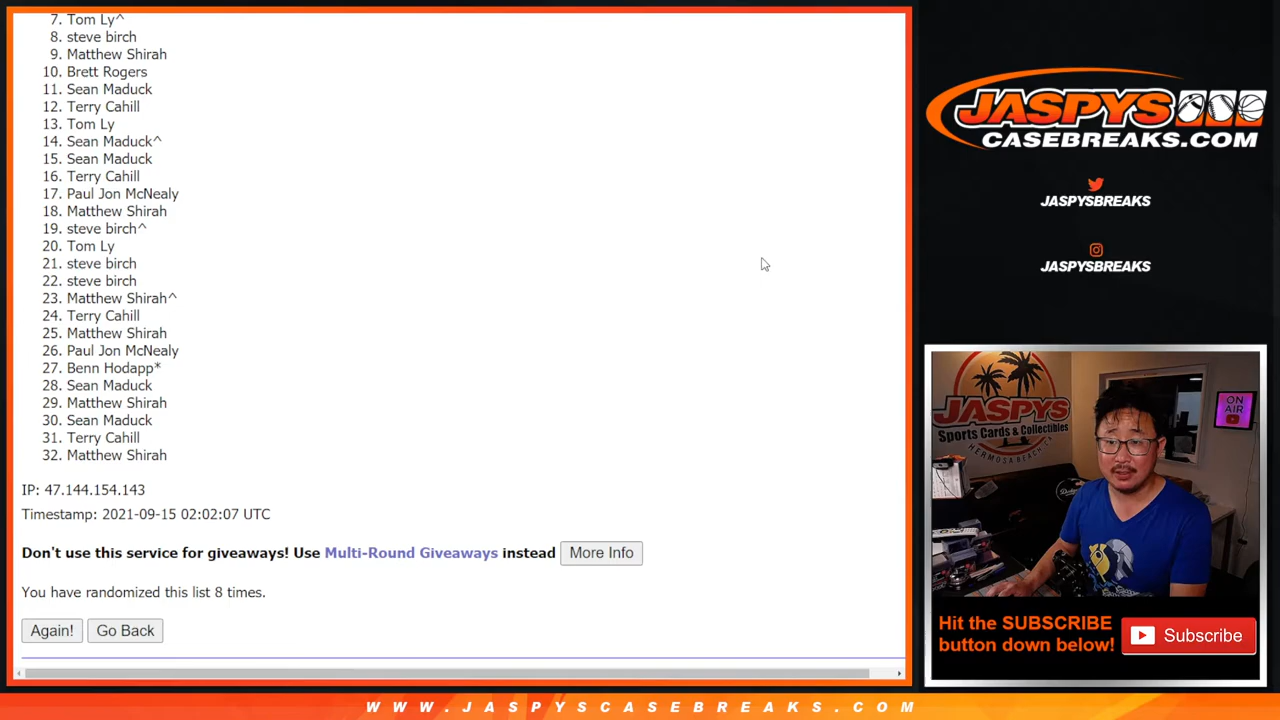 7. Tom Ly^
8. steve birch
9. Matthew Shirah
10. Brett Rogers
11. Sean Maduck
12. Terry Cahill
13. Tom Ly
14. Sean Maduck^
15. Sean Maduck
16. Terry Cahill
17. Paul Jon McNealy
18. Matthew Shirah
19. steve birch^
20. Tom Ly
21. steve birch
22. steve birch
23. Matthew Shirah^
24. Terry Cahill
25. Matthew Shirah
26. Paul Jon McNealy
27. Benn Hodapp*
28. Sean Maduck
29. Matthew Shirah
30. Sean Maduck
31. Terry Cahill
32. Matthew Shirah
IP: 47.144.154.143
Timestamp: 2021-09-15 02:02:07 UTC
Don't use this service for giveaways! Use Multi-Round Giveaways instead More Info
You have randomized this list 8 times.
Again! Go Back
JASPYS
CASEBREAKS.COM
JASPYSBREAKS
JASPYSBREAKS
JASPYS
Sports Cards & Collectibles
HERMOSA BEACH, CA
ON
AIR
Dodgers
Hit the SUBSCRIBE
button down below!
Subscribe
WWW.JASPYSCASEBREAKS.COM